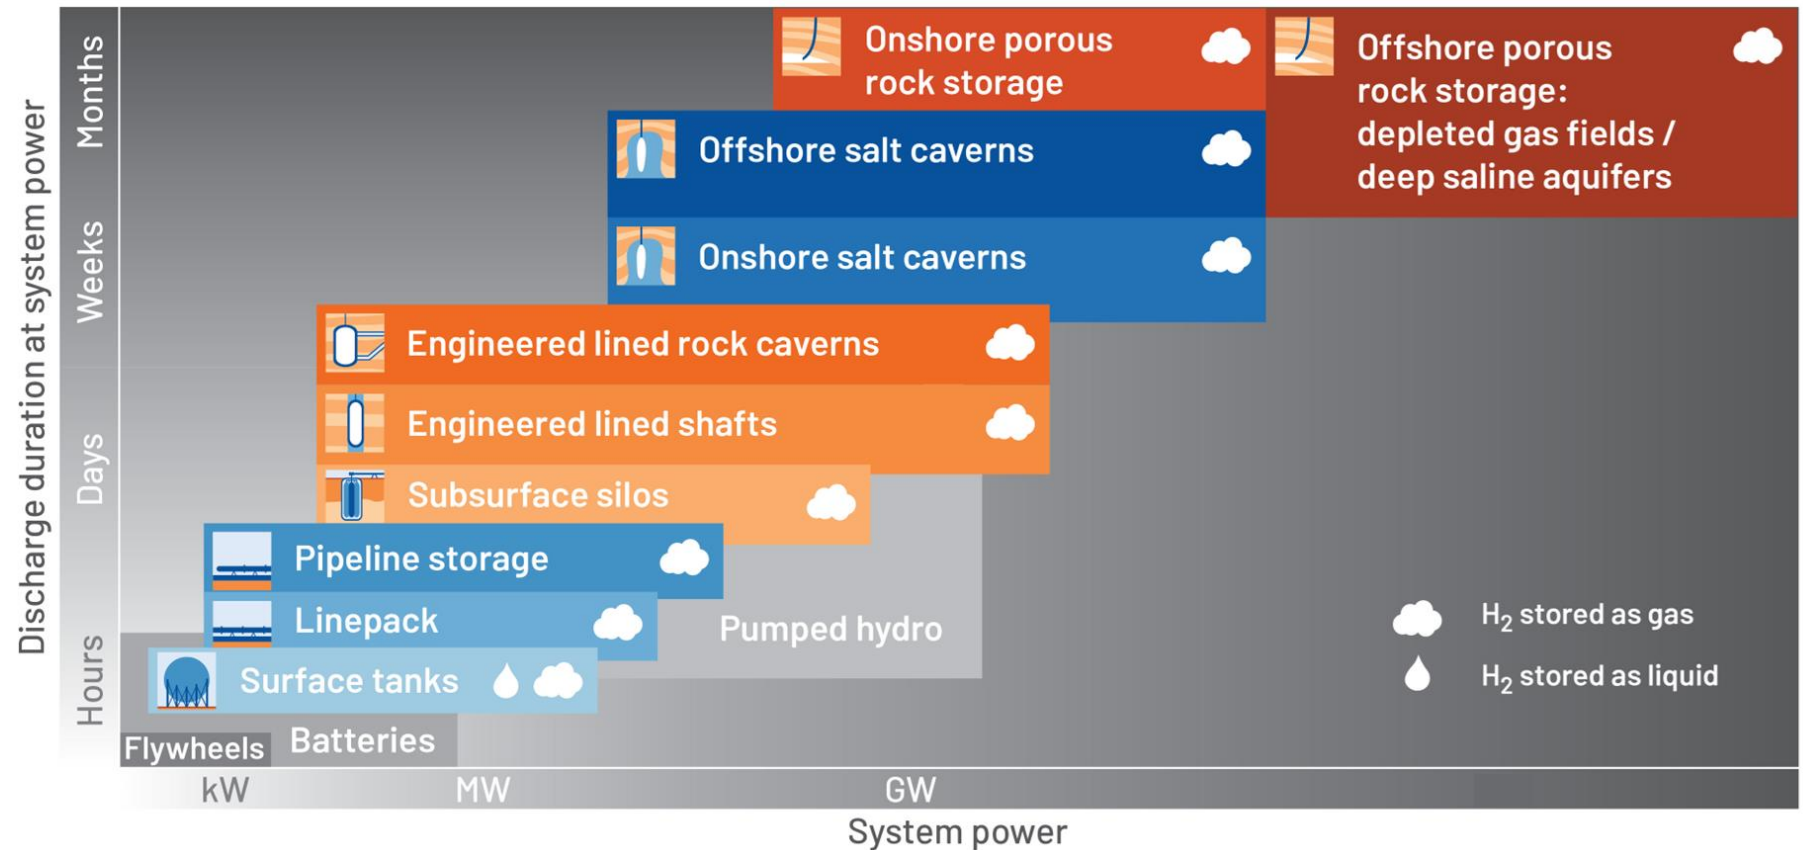 Discharge duration at system power
Months
Weeks
Days
Hours
Onshore porous
rock storage
Offshore porous
rock storage:
depleted gas fields /
deep saline aquifers
Offshore salt caverns
Onshore salt caverns
Engineered lined rock caverns
Engineered lined shafts
Subsurface silos
Pipeline storage
Linepack
Pumped hydro
Surface tanks
Flywheels
Batteries
H₂ stored as gas
H₂ stored as liquid
kW
MW
GW
System power